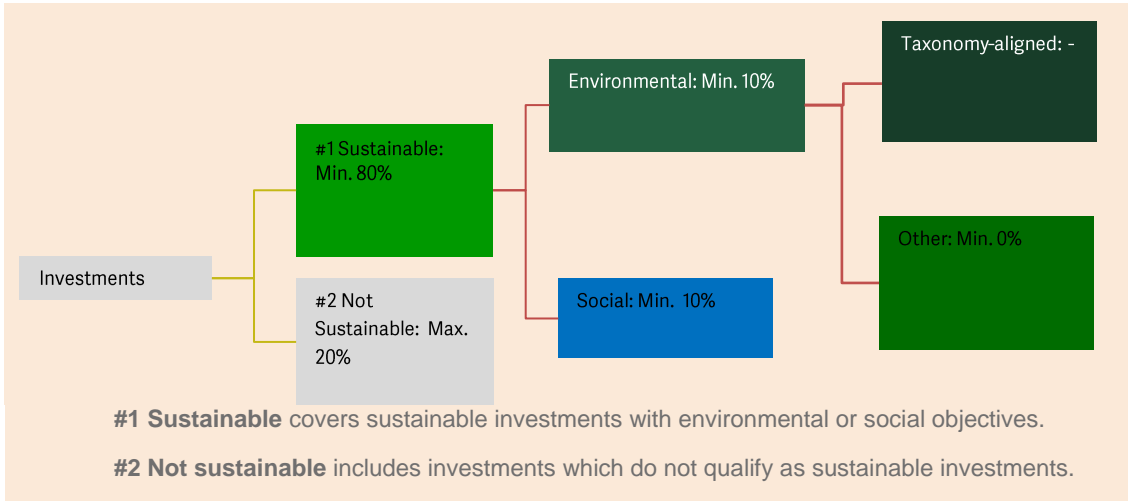 Investments
#1 Sustainable:
Min. 80%
#2 Not
Sustainable: Max.
20%
Environmental: Min. 10%
Social: Min. 10%
Taxonomy-aligned: -
Other: Min. 0%
#1 Sustainable covers sustainable investments with environmental or social objectives.
#2 Not sustainable includes investments which do not qualify as sustainable investments.